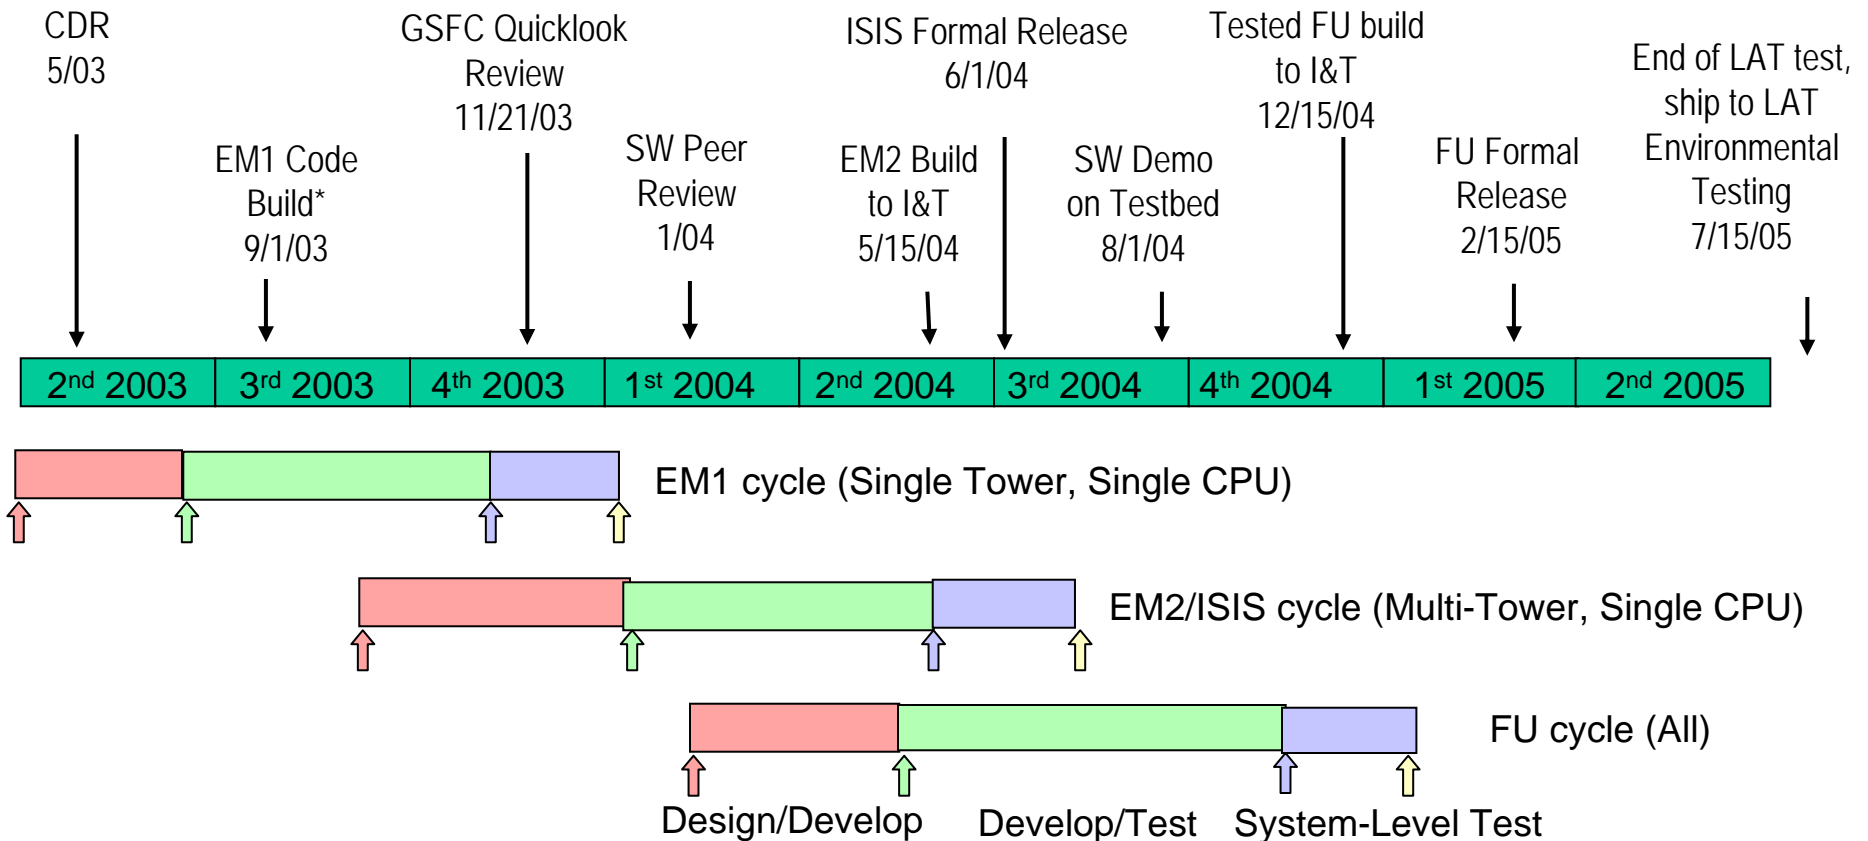 CDR
5/03
EM1 Code
Build*
9/1/03
GSFC Quicklook
Review
11/21/03
SW Peer
Review
1/04
EM2 Build
to I&T
5/15/04
ISIS Formal Release
6/1/04
SW Demo
on Testbed
8/1/04
Tested FU build
to I&T
12/15/04
FU Formal
Release
2/15/05
End of LAT test,
ship to LAT
Environmental
Testing
7/15/05
2nd 2003
3rd 2003
4th 2003
1st 2004
2nd 2004
3rd 2004
4th 2004
1st 2005
2nd 2005
EM1 cycle (Single Tower, Single CPU)
EM2/ISIS cycle (Multi-Tower, Single CPU)
FU cycle (All)
Design/Develop
Develop/Test
System-Level Test